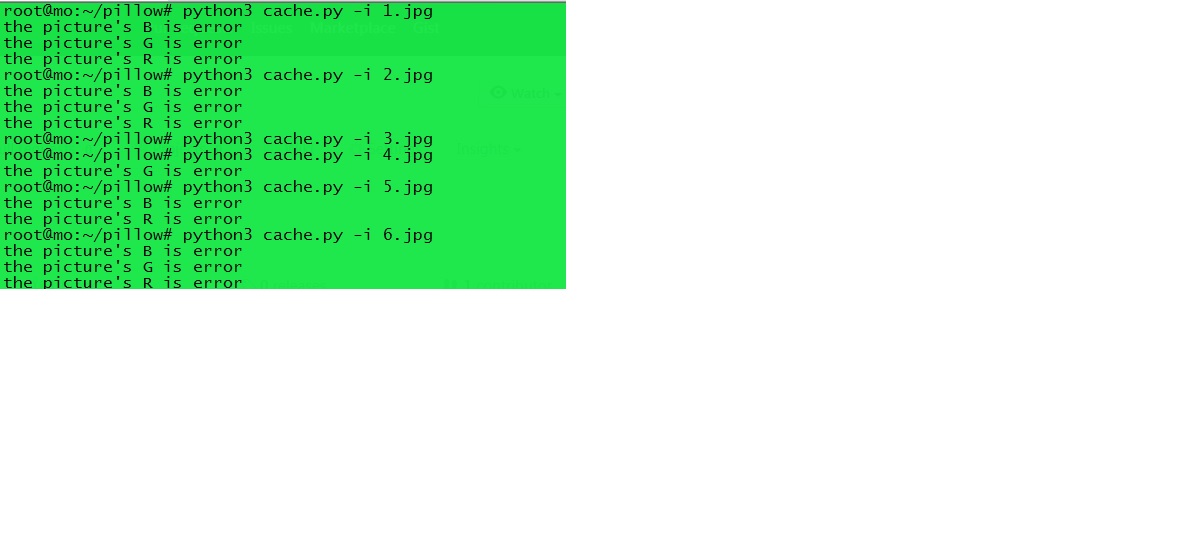 root@mo:~/pillow# python3 cache.py -i 1.jpg
the picture's B is error
Issues Marketplace
the picture's G is error
the picture's R is error
root@mo:~/pillow# python3 cache.py -i 2.jpg
the picture's B is error
Watch
the picture's G is error
the picture's R is error
root@mo:~/pillow# python3 cache.py -i 3.jpg
root@mo:~/pillow# python3 cache.py -i 4.jpg
Insights
the picture's G is error
root@mo:~/pillow# python3 cache.py -i 5.jpg
the picture's B is error
the picture's R is error
root@mo:~/pillow# python3 cache.py -i 6.jpg
the picture's B is error
the picture's G is error
the picture's R is error